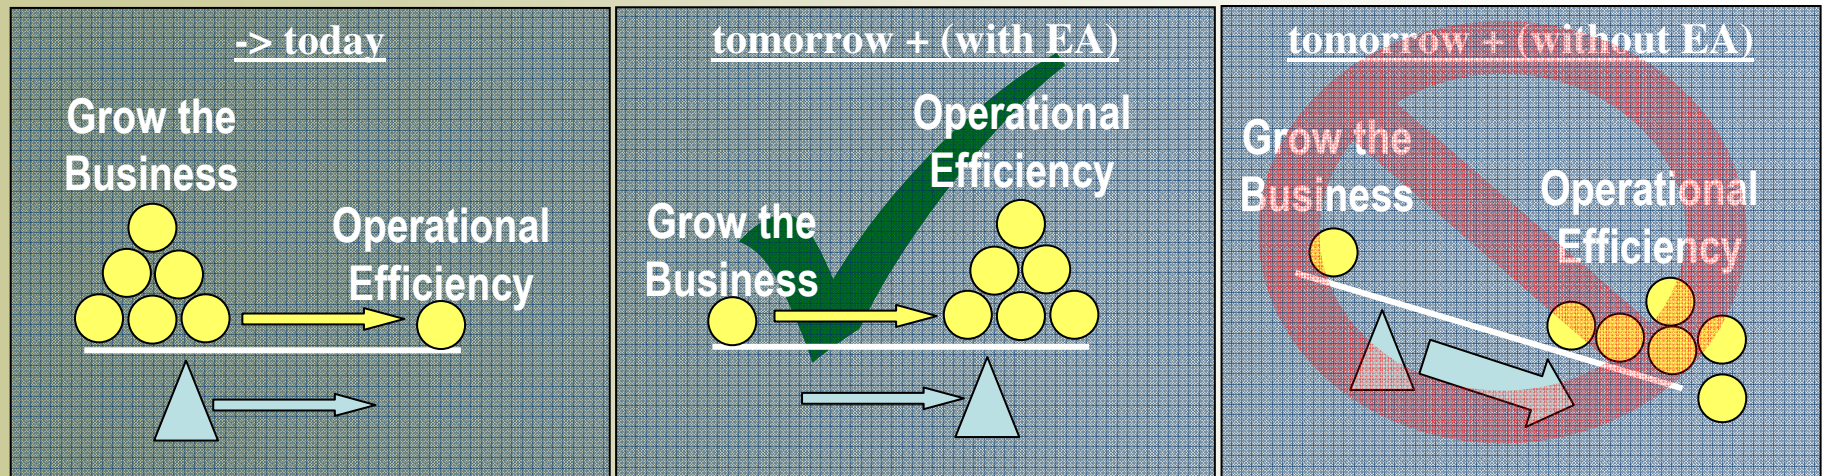 -> today
Grow the
Business
Operational
Efficiency
tomorrow + (with EA)
Operational
Efficiency
Grow the
Business
tomorrow + (without EA)
Grow the
Business
Operational
Efficiency